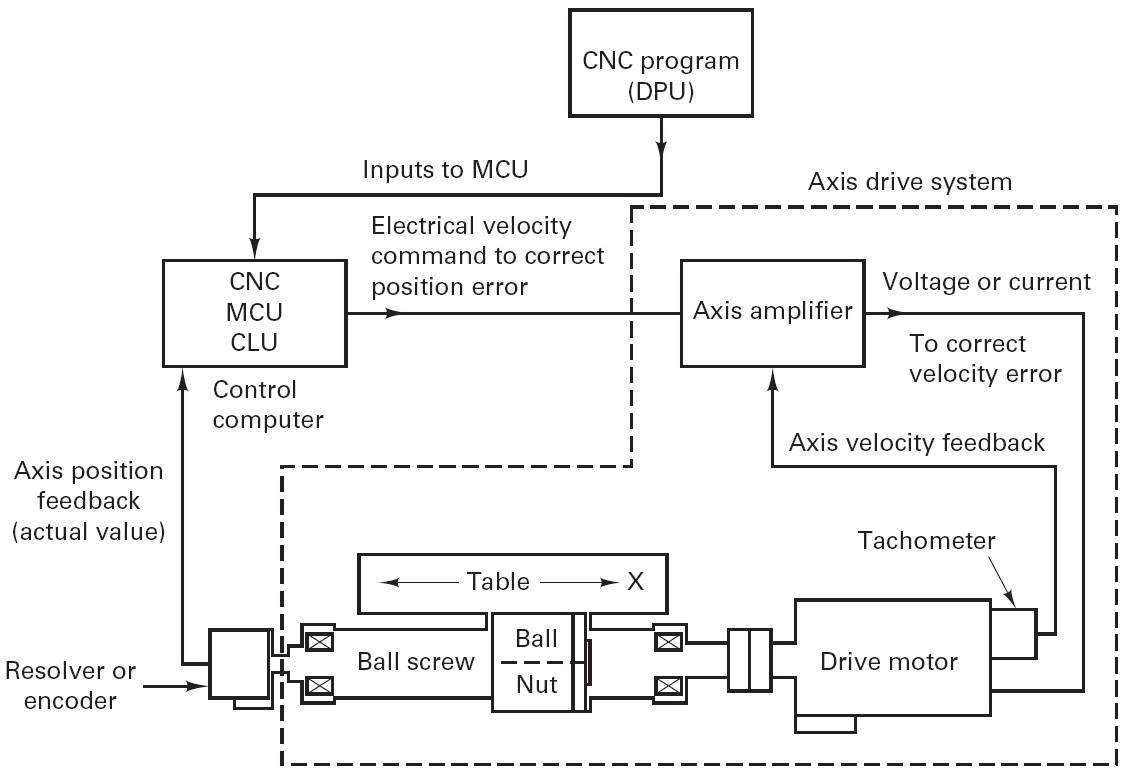 CNC program
(DPU)
Inputs to MCU
Axis drive system
Electrical velocity
command to correct
position error
CNC
MCU
CLU
Axis amplifier
Voltage or current
To correct
velocity error
Control
computer
Axis velocity feedback
Axis position
feedback
(actual value)
Tachometer
Table
X
Ball
Nut
Ball screw
Drive motor
Resolver or
encoder